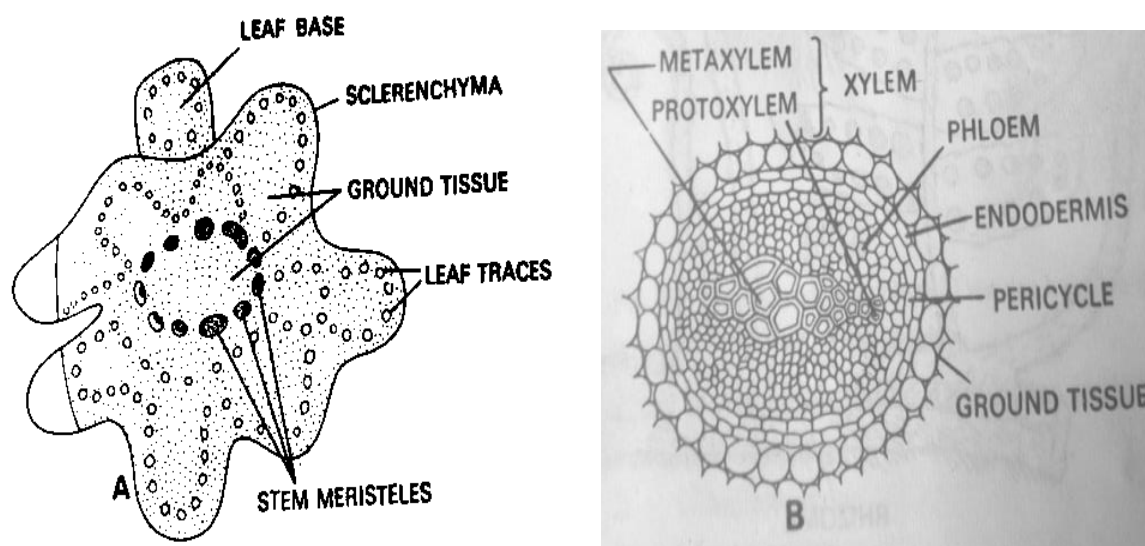 LEAF BASE
SCLERENCHYMA
GROUND TISSUE
LEAF TRACES
STEM MERISTELES
A
METAXYLEM
PROTOXYLEM
XYLEM
PHLOEM
ENDODERMIS
PERICYCLE
GROUND TISSUE
B